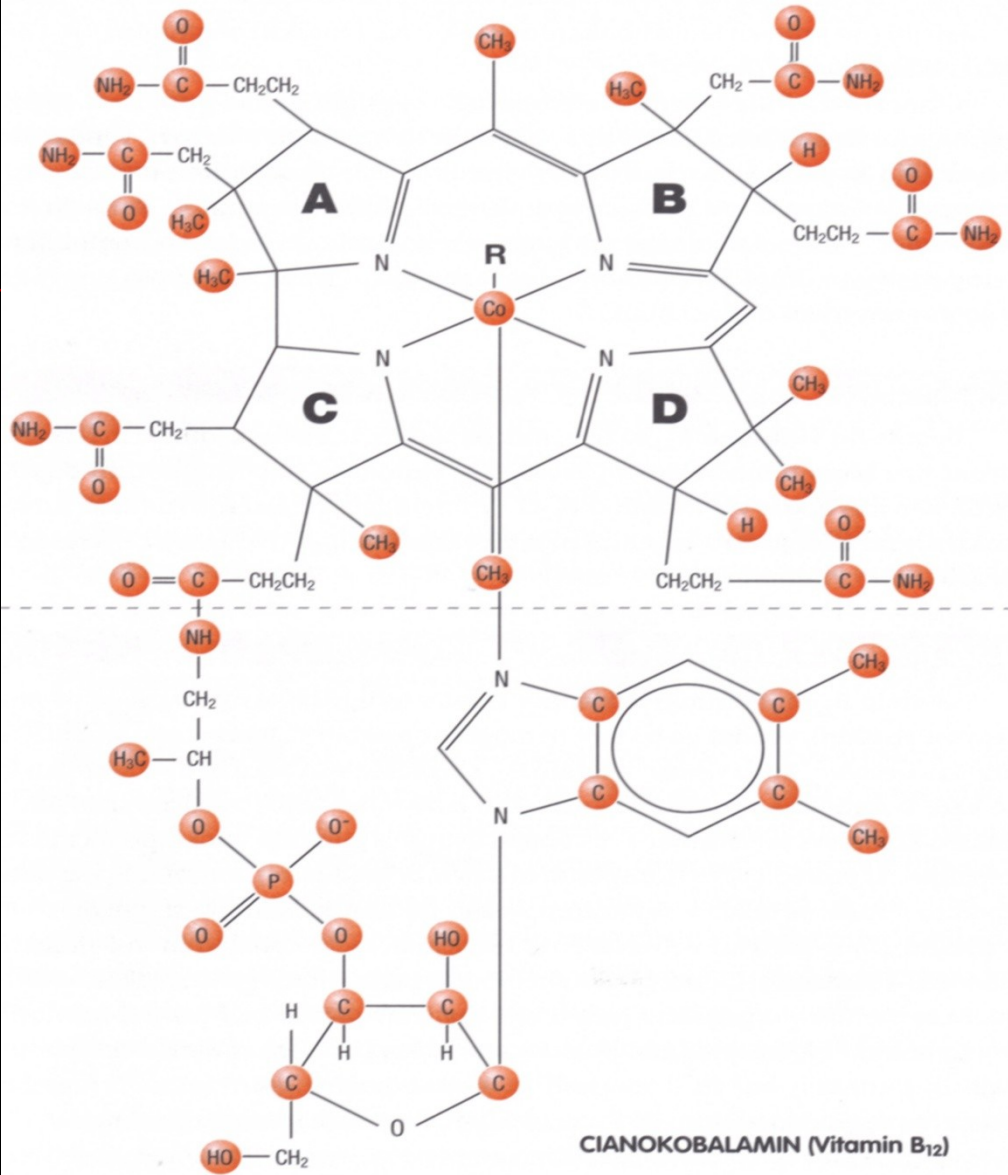 O CH₃ O
NH₂ C CH₂CH₂ H₃C CH₂ C NH₂
NH₂ C CH₂ H O
O H₃C A B CH₂CH₂ C NH₂
H₃C N R N
Co
N N
C D CH₃
NH₂ C CH₂
O CH₃
CH₃ H O
O C CH₂CH₂ CH₃ CH₂CH₂ C NH₂
NH
N CH₃
CH₂ C C
H₃C CH
C C
O O⁻ N CH₃
P
O O HO
H C C
H H
C C
O
HO CH₂
CIANOKOBALAMIN (Vitamin B₁₂)